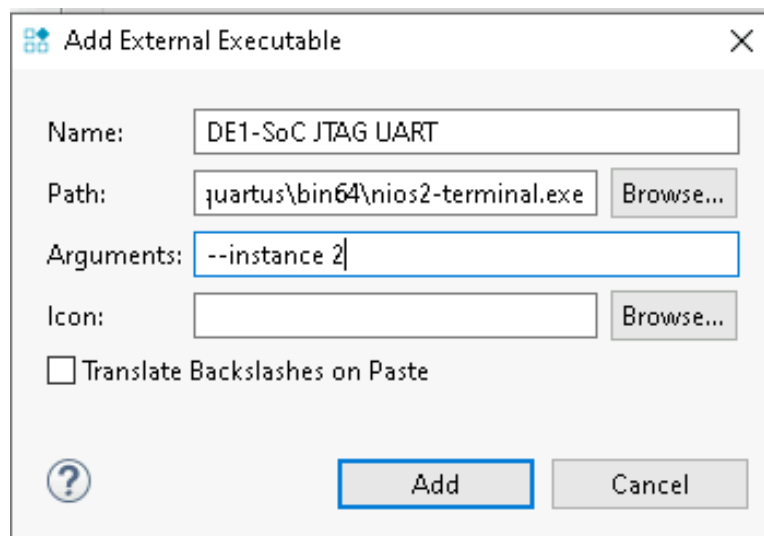 Add External Executable
Name: DE1-SoC JTAG UART
Path: quartus\bin64\nios2-terminal.exe Browse...
Arguments: --instance 2
Icon: Browse...
Translate Backslashes on Paste
? Add Cancel